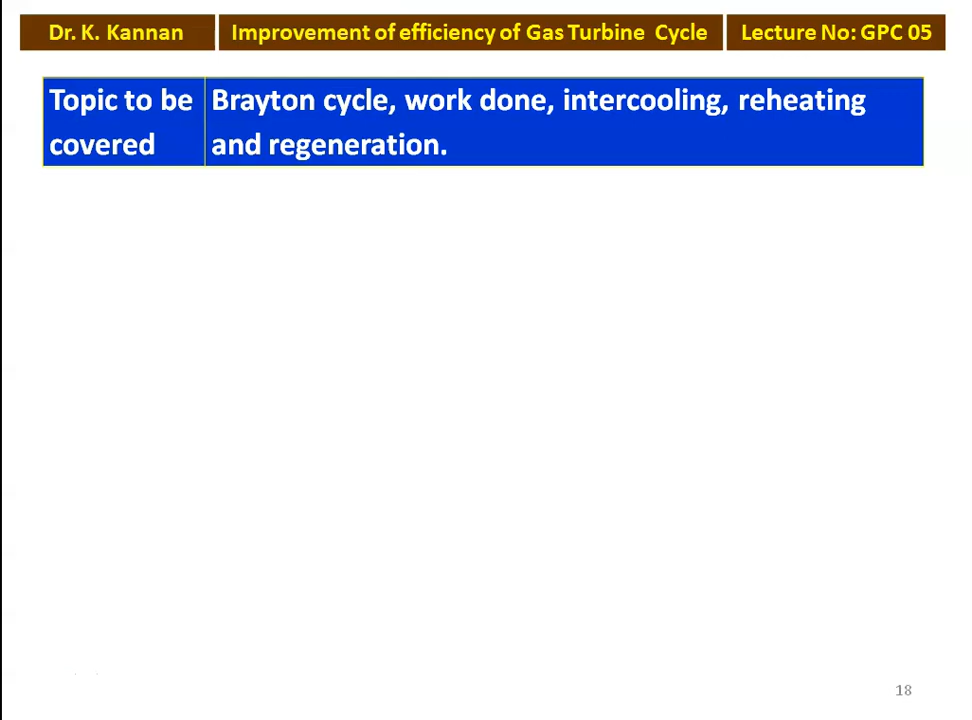 Dr. K. Kannan
Improvement of efficiency of Gas Turbine Cycle
Lecture No: GPC 05
Topic to be
covered
Brayton cycle, work done, intercooling, reheating
and regeneration.
18